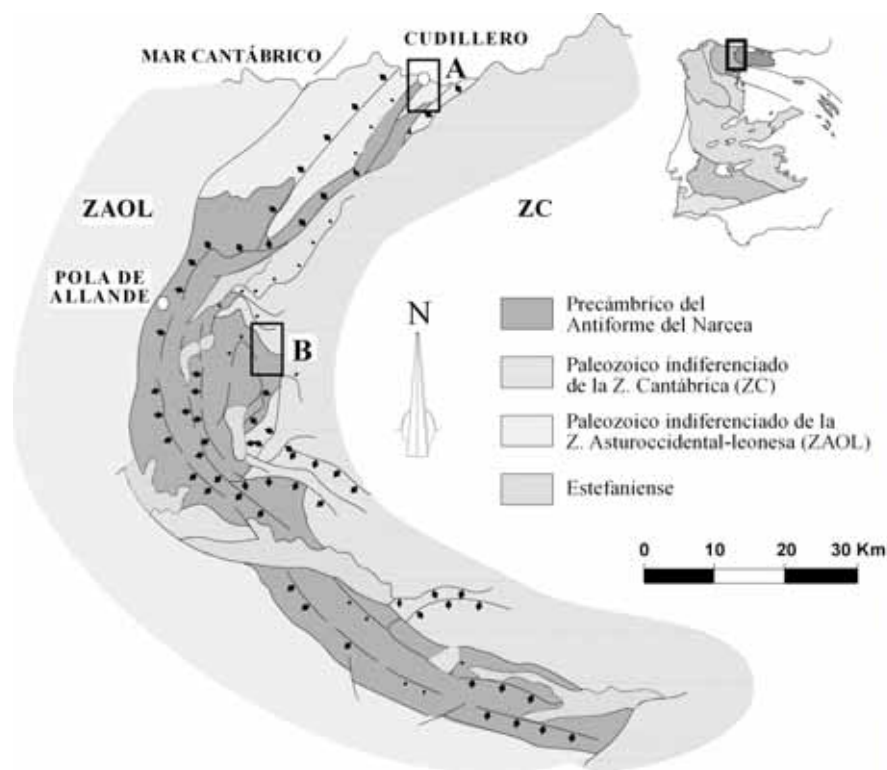 MAR CANTÁBRICO
CUDILLERO
A
ZAOL
ZC
POLA DE
ALLANDE
B
N
Precámbrico del
Antiforme del Narcea
Paleozoico indiferenciado
de la Z. Cantábrica (ZC)
Paleozoico indiferenciado de la
Z. Asturoccidental-leonesa (ZAOL)
Estefaniense
0 10 20 30 Km